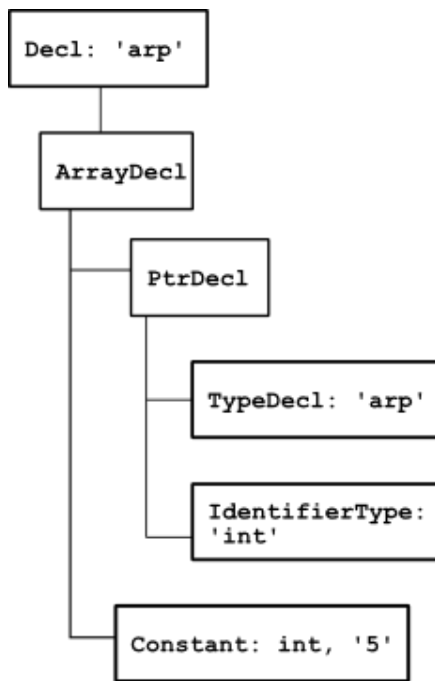 Decl: 'arp'
ArrayDecl
PtrDecl
TypeDecl: 'arp'
IdentifierType:
'int'
Constant: int, '5'